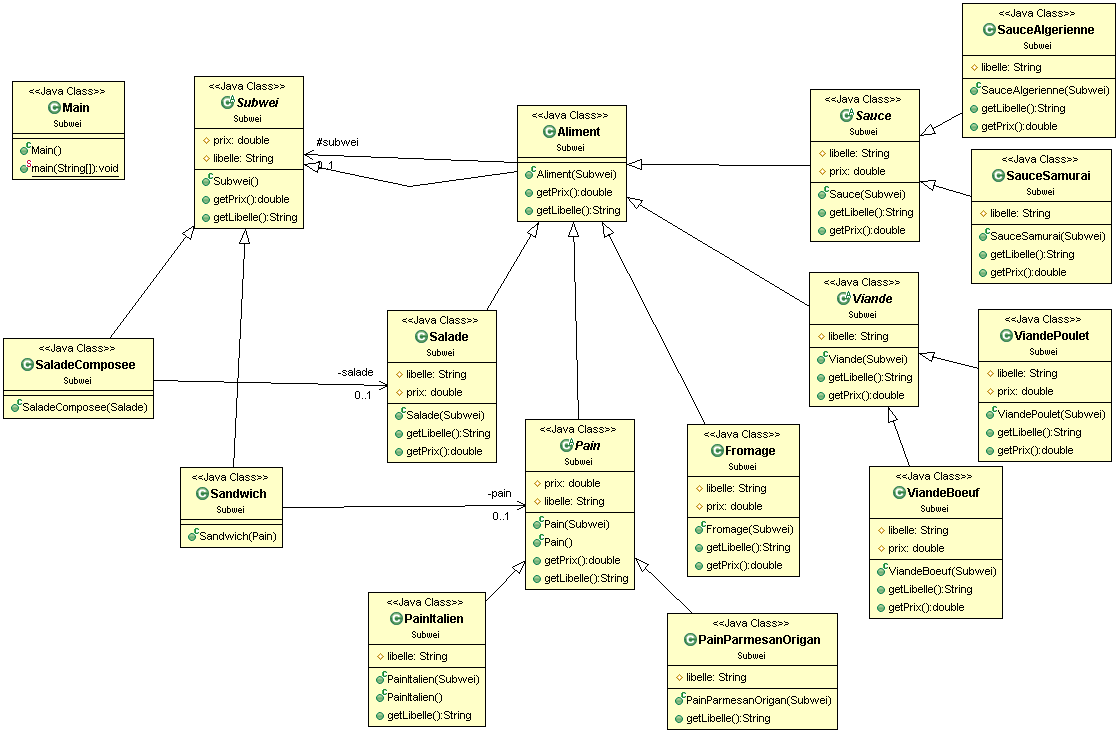 <<Java Class>>
SauceAlgerienne
Subwei
libelle: String
SauceAlgerienne(Subwei)
getLibelle():String
getPrix():double
<<Java Class>>
Main
Subwei
Main()
main(String[]):void
<<Java Class>>
Subwei
Subwei
prix: double
libelle: String
Subwei()
getPrix():double
getLibelle():String
#subwei
0..1
<<Java Class>>
Aliment
Subwei
Aliment(Subwei)
getPrix():double
getLibelle():String
<<Java Class>>
Sauce
Subwei
libelle: String
prix: double
Sauce(Subwei)
getLibelle():String
getPrix():double
<<Java Class>>
SauceSamurai
Subwei
libelle: String
SauceSamurai(Subwei)
getLibelle():String
getPrix():double
<<Java Class>>
Viande
Subwei
libelle: String
Viande(Subwei)
getLibelle():String
getPrix():double
<<Java Class>>
ViandePoulet
Subwei
libelle: String
prix: double
ViandePoulet(Subwei)
getLibelle():String
getPrix():double
<<Java Class>>
SaladeComposee
Subwei
SaladeComposee(Salade)
-salade
0..1
<<Java Class>>
Salade
Subwei
libelle: String
prix: double
Salade(Subwei)
getLibelle():String
getPrix():double
<<Java Class>>
Sandwich
Subwei
Sandwich(Pain)
-pain
0..1
<<Java Class>>
Pain
Subwei
prix: double
libelle: String
Pain(Subwei)
Pain()
getPrix():double
getLibelle():String
<<Java Class>>
Fromage
Subwei
libelle: String
prix: double
Fromage(Subwei)
getLibelle():String
getPrix():double
<<Java Class>>
ViandeBoeuf
Subwei
libelle: String
prix: double
ViandeBoeuf(Subwei)
getLibelle():String
getPrix():double
<<Java Class>>
PainItalien
Subwei
libelle: String
PainItalien(Subwei)
PainItalien()
getLibelle():String
<<Java Class>>
PainParmesanOrigan
Subwei
libelle: String
PainParmesanOrigan(Subwei)
getLibelle():String